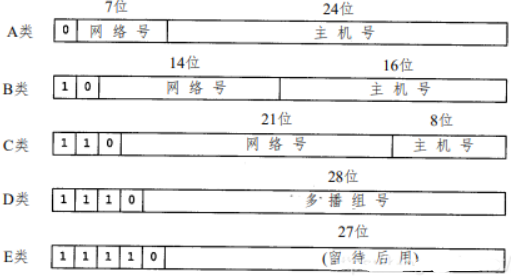 7位 24位
A类 0 网络号 主机号
14位 16位
B类 1 0 网络号 主机号
21位 8位
C类 1 1 0 网络号 主机号
28位
D类 1 1 1 0 多播组号
27位
E类 1 1 1 1 0 (留待后用)